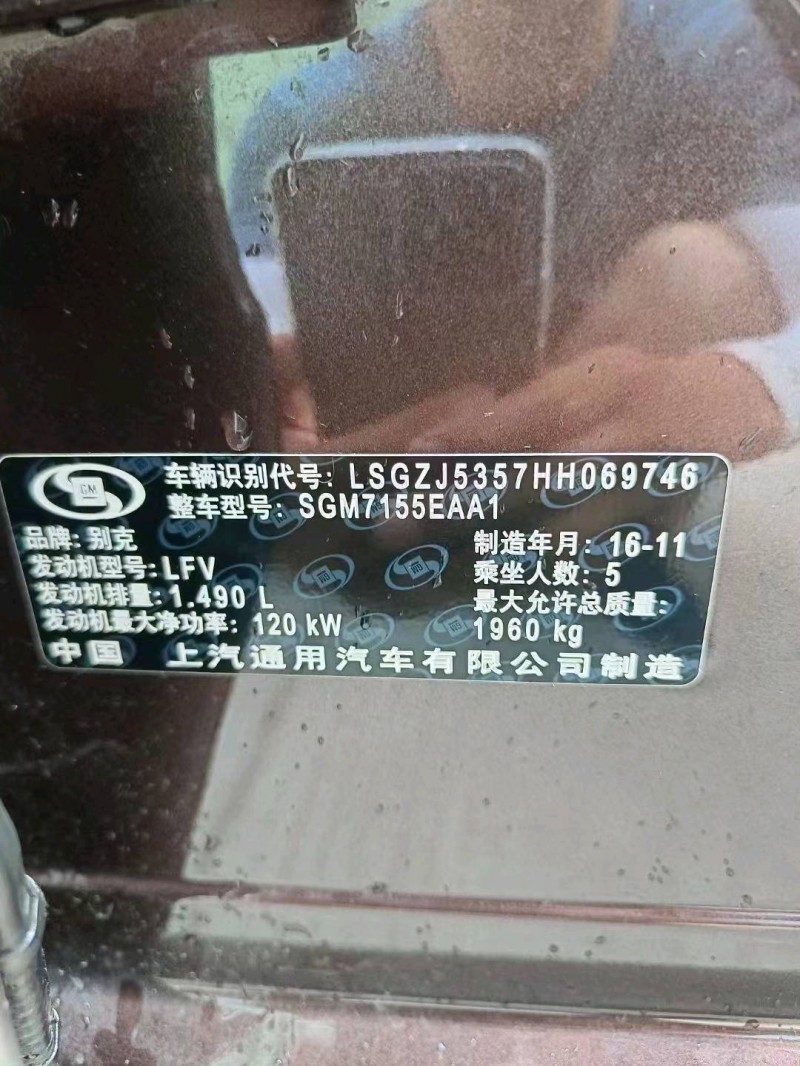 GM
车辆识别代号: LSGZJ5357HH069746
整车型号: SGM7155EAA1
品牌: 别克
制造年月: 16-11
发动机型号: LFV
乘坐人数: 5
发动机排量: 1.490 L
最大允许总质量:
发动机最大净功率: 120 kW
1960 kg
中国 上汽通用汽车有限公司制造